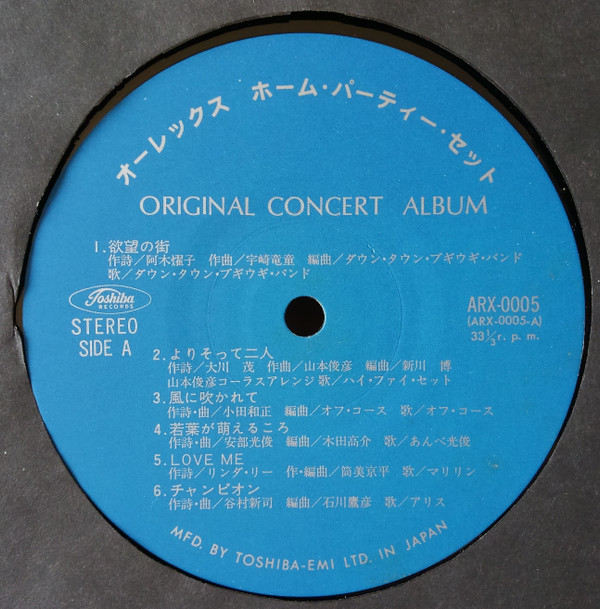 オーレックス ホーム・パーティー・セット
ORIGINAL CONCERT ALBUM
1.欲望の街
作詩／阿木燿子 作曲／宇崎竜童 編曲／ダウン・タウン・ブギウギ・バンド
歌／ダウン・タウン・ブギウギ・バンド
Toshiba
RECORDS
STEREO
SIDE A
ARX-0005
(ARX-0005-A)
33 1/3 r. p. m.
2.よりそって二人
作詩／大川 茂 作曲／山本俊彦 編曲／新川 博
山本俊彦コーラスアレンジ 歌／ハイ・ファイ・セット
3.風に吹かれて
作詩・曲／小田和正 編曲／オフ・コース 歌／オフ・コース
4.若葉が萌えるころ
作詩・曲／安部光俊 編曲／木田高介 歌／あんべ光俊
5.LOVE ME
作詩／リンダ・リー 作・編曲／筒美京平 歌／マリリン
6.チャンピオン
作詩・曲／谷村新司 編曲／石川鷹彦 歌／アリス
MFD. BY TOSHIBA-EMI LTD. IN JAPAN